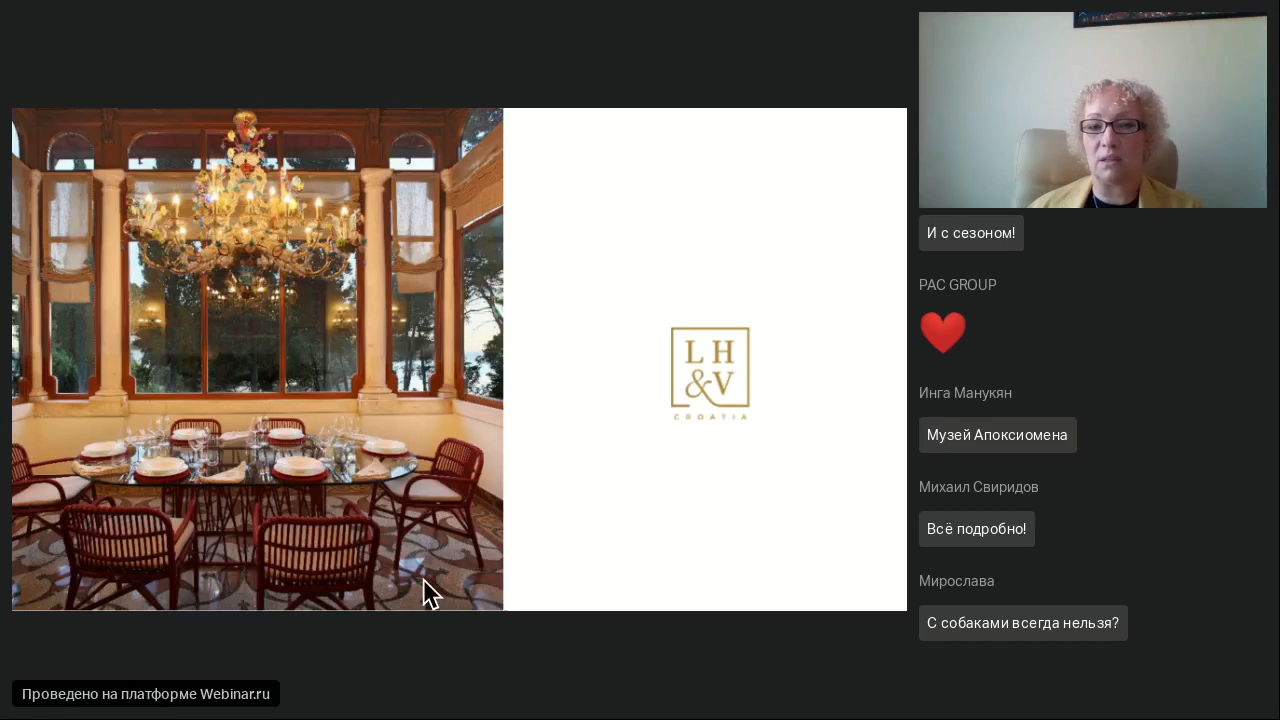 L H
& V
CROATIA
И с сезоном!
PAC GROUP
Инга Манукян
Музей Апоксиомена
Михаил Свиридов
Всё подробно!
Мирослава
С собаками всегда нельзя?
Проведено на платформе Webinar.ru